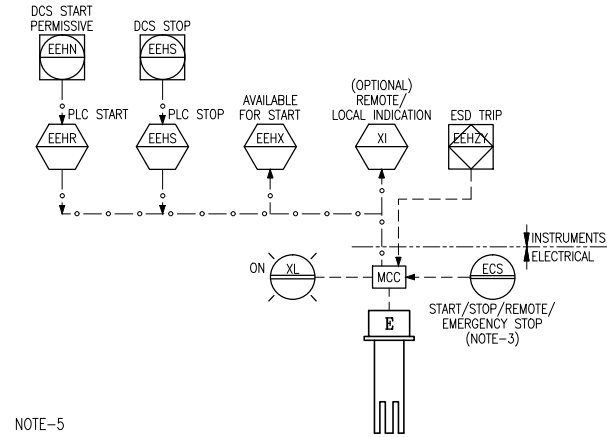 DCS START
PERMISSIVE
DCS STOP
EEHN
EEHS
PLC START
PLC STOP
AVAILABLE
FOR START
(OPTIONAL)
REMOTE/
LOCAL INDICATION
ESD TRIP
EEHR
EEHS
EEHX
XI
EEHZY
INSTRUMENTS
ELECTRICAL
ON
XL
MCC
ECS
START/STOP/REMOTE/
EMERGENCY STOP
(NOTE-3)
E
NOTE-5